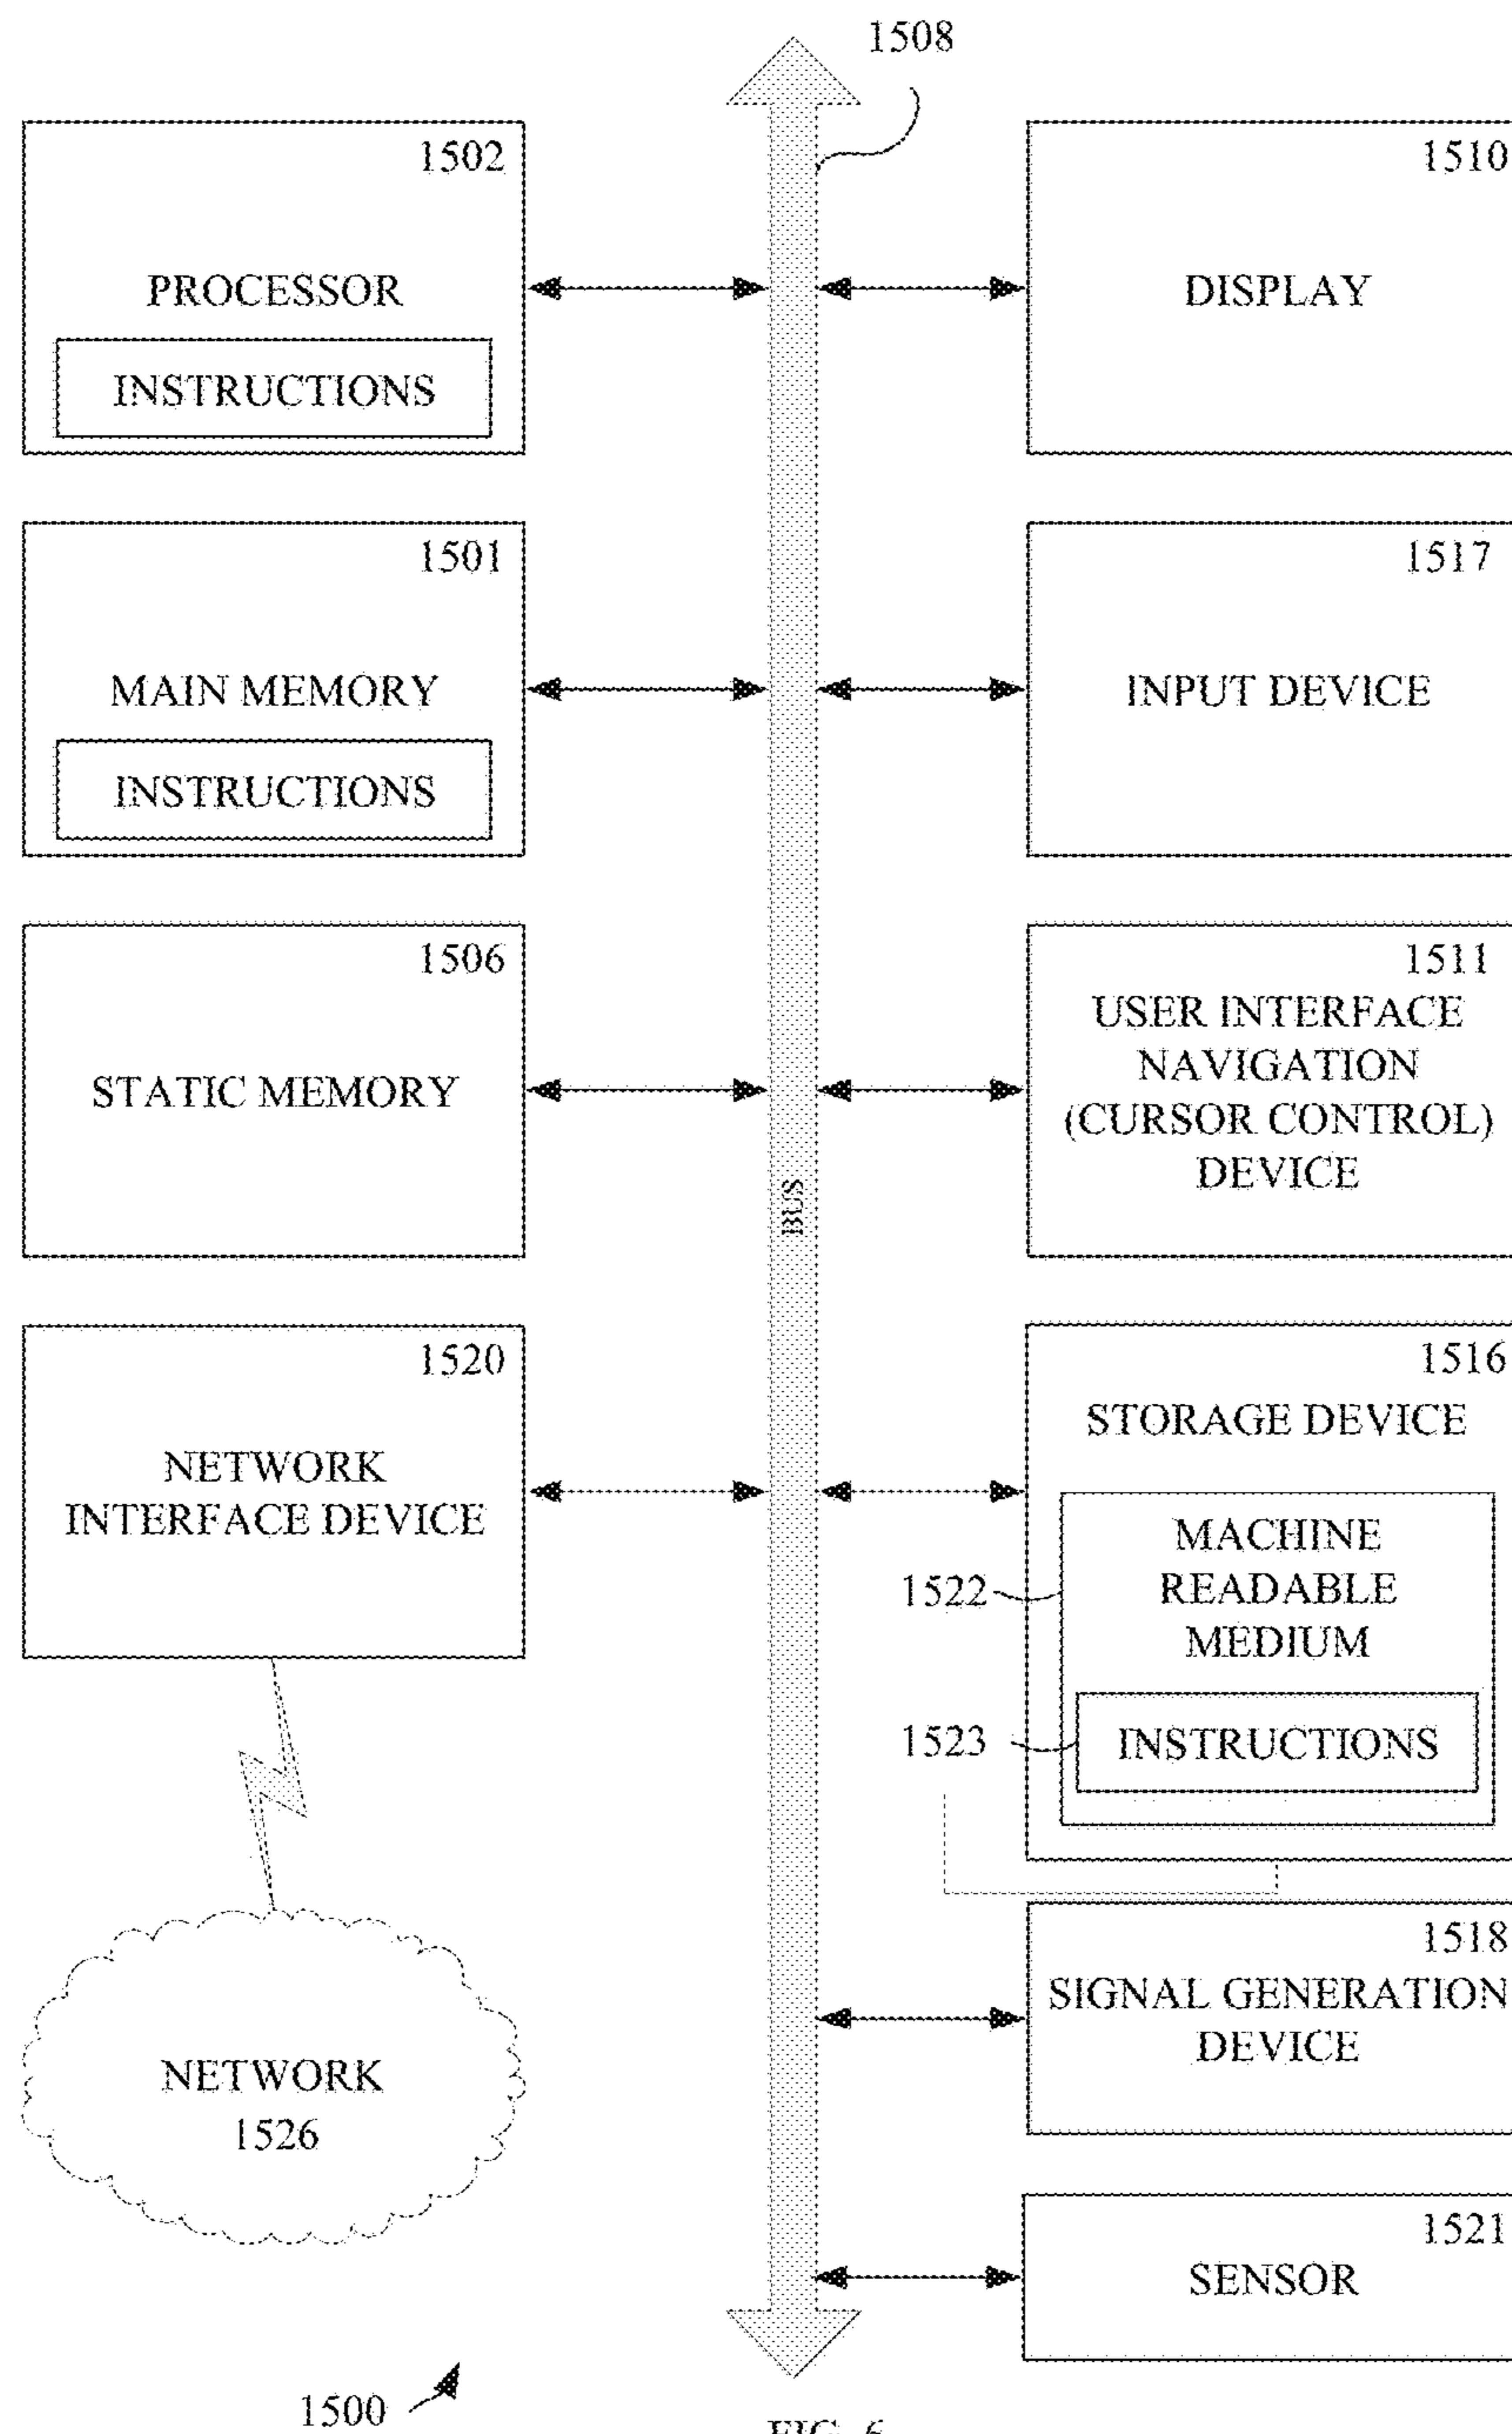 1508
1502
PROCESSOR
INSTRUCTIONS
1510
DISPLAY
1501
MAIN MEMORY
INSTRUCTIONS
1517
INPUT DEVICE
1506
STATIC MEMORY
1511
USER INTERFACE
NAVIGATION
(CURSOR CONTROL)
DEVICE
BUS
1520
NETWORK
INTERFACE DEVICE
1516
STORAGE DEVICE
1522
MACHINE
READABLE
MEDIUM
1523
INSTRUCTIONS
NETWORK
1526
1518
SIGNAL GENERATION
DEVICE
1521
SENSOR
1500
FIG. 6